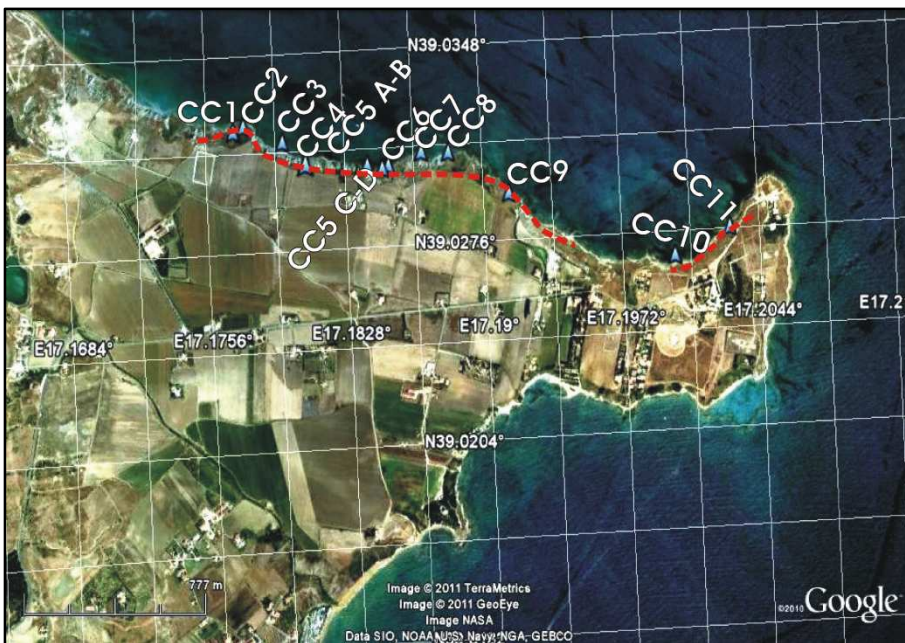 N39.0348°
CC1
CC2
CC3
CC4
CC5 A-B
CC5 C-D
CC6
CC7
CC8
CC9
CC10
CC11
N39.0276°
E17.1684°
E17.1756°
E17.1828°
E17.19°
E17.1972°
E17.2044°
E17.2
N39.0204°
777 m
Image © 2011 TerraMetrics
Image © 2011 GeoEye
Image NASA
Data SIO, NOAA, U.S. Navy, NGA, GEBCO
©2010 Google